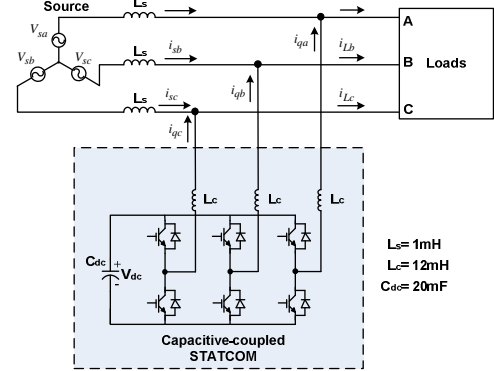 Source
Ls
Vsa
iqa
A
Vsb
Vsc
Ls
isb
iqb
iLb
B
Loads
Ls
isc
iqc
iLc
C
Lc
Lc
Lc
Cdc
+
Vdc
-
Ls= 1mH
Lc= 12mH
Cdc= 20mF
Capacitive-coupled
STATCOM